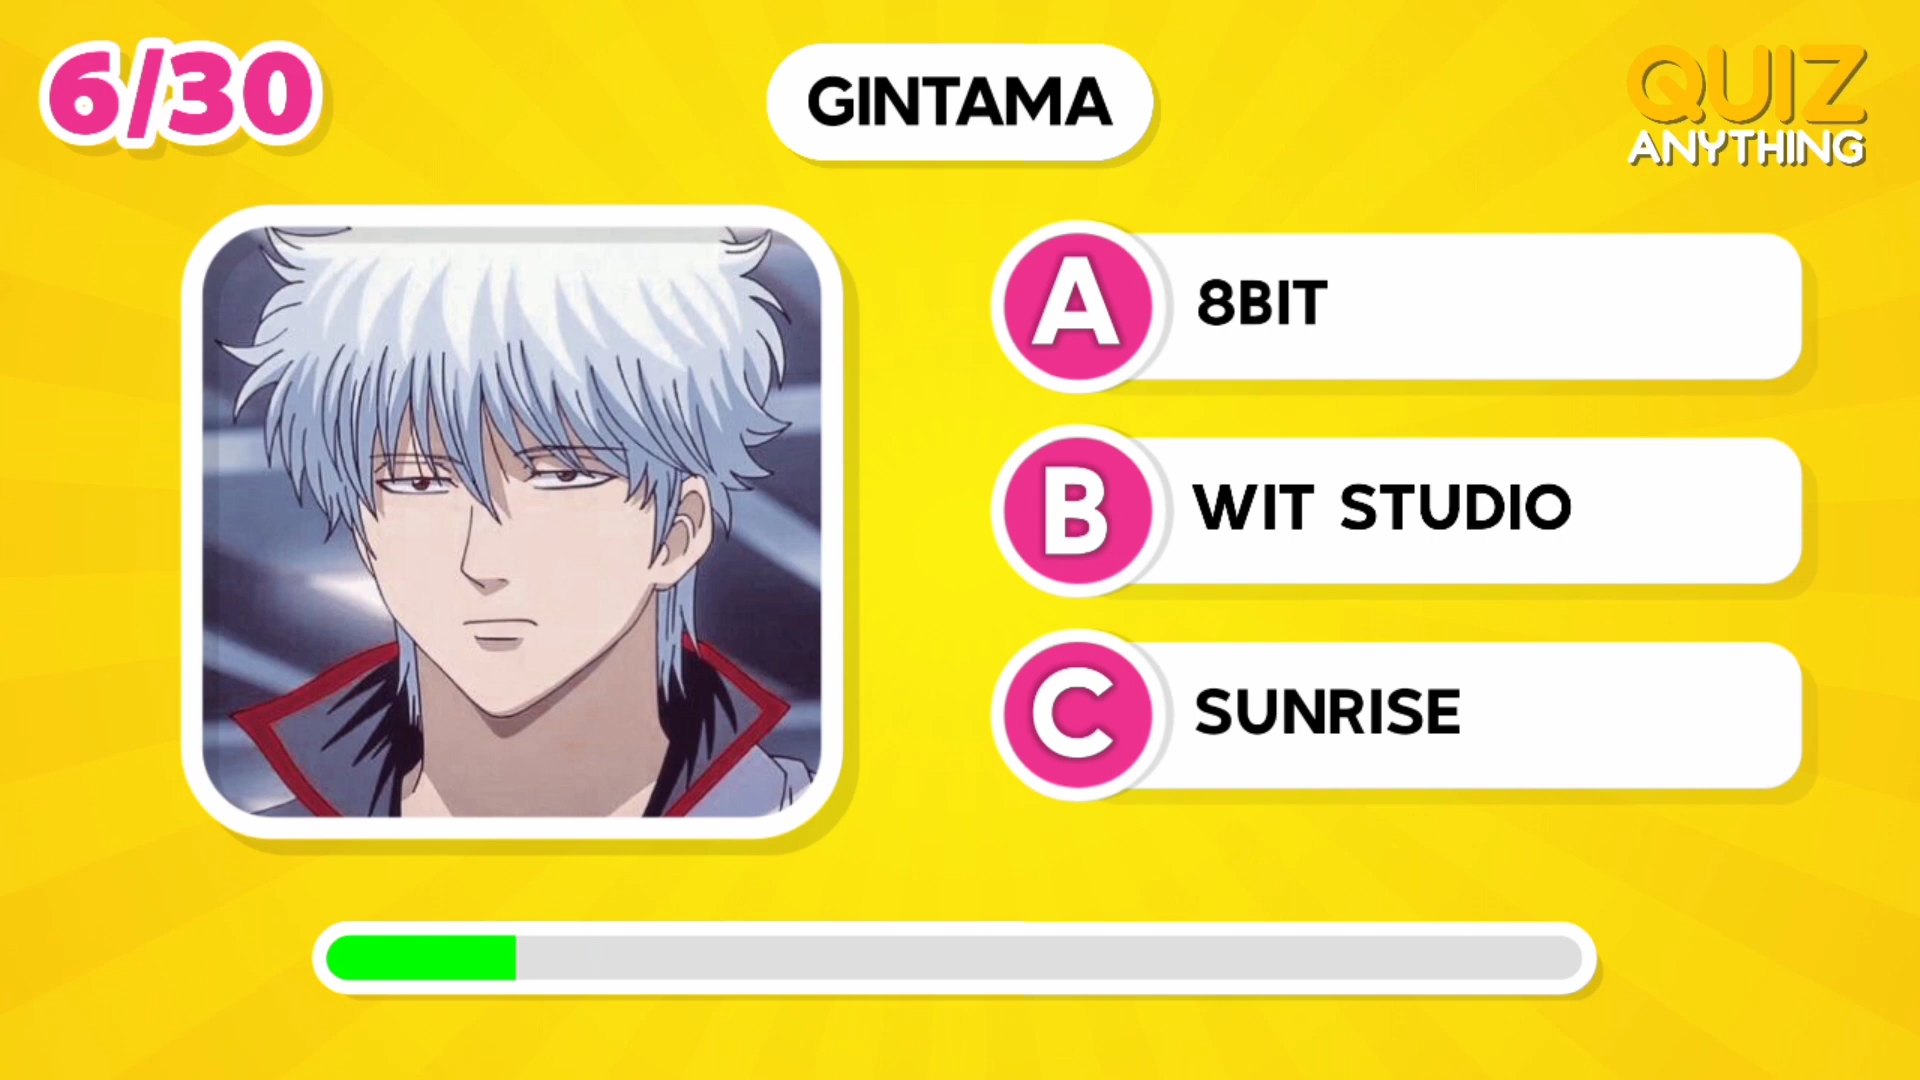 6/30
GINTAMA
QUIZ
ANYTHING
A 8BIT
B WIT STUDIO
C SUNRISE